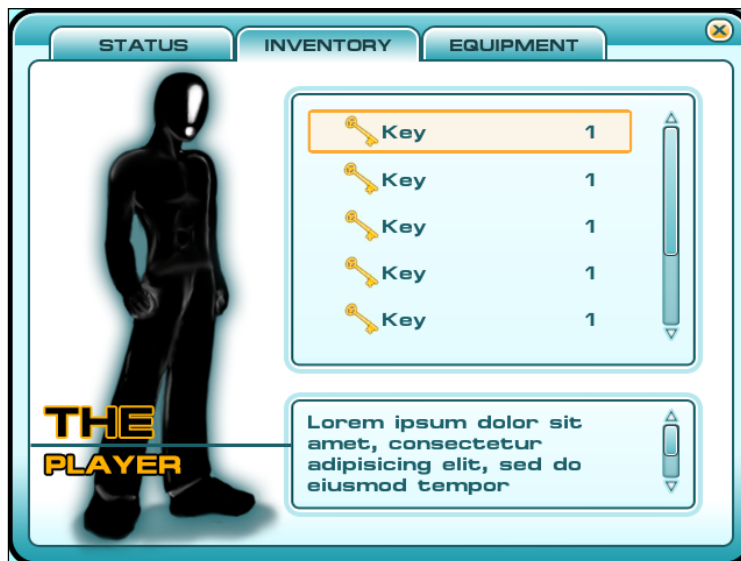 STATUS
INVENTORY
EQUIPMENT
Key 1
Key 1
Key 1
Key 1
Key 1
THE
PLAYER
Lorem ipsum dolor sit
amet, consectetur
adipisicing elit, sed do
eiusmod tempor